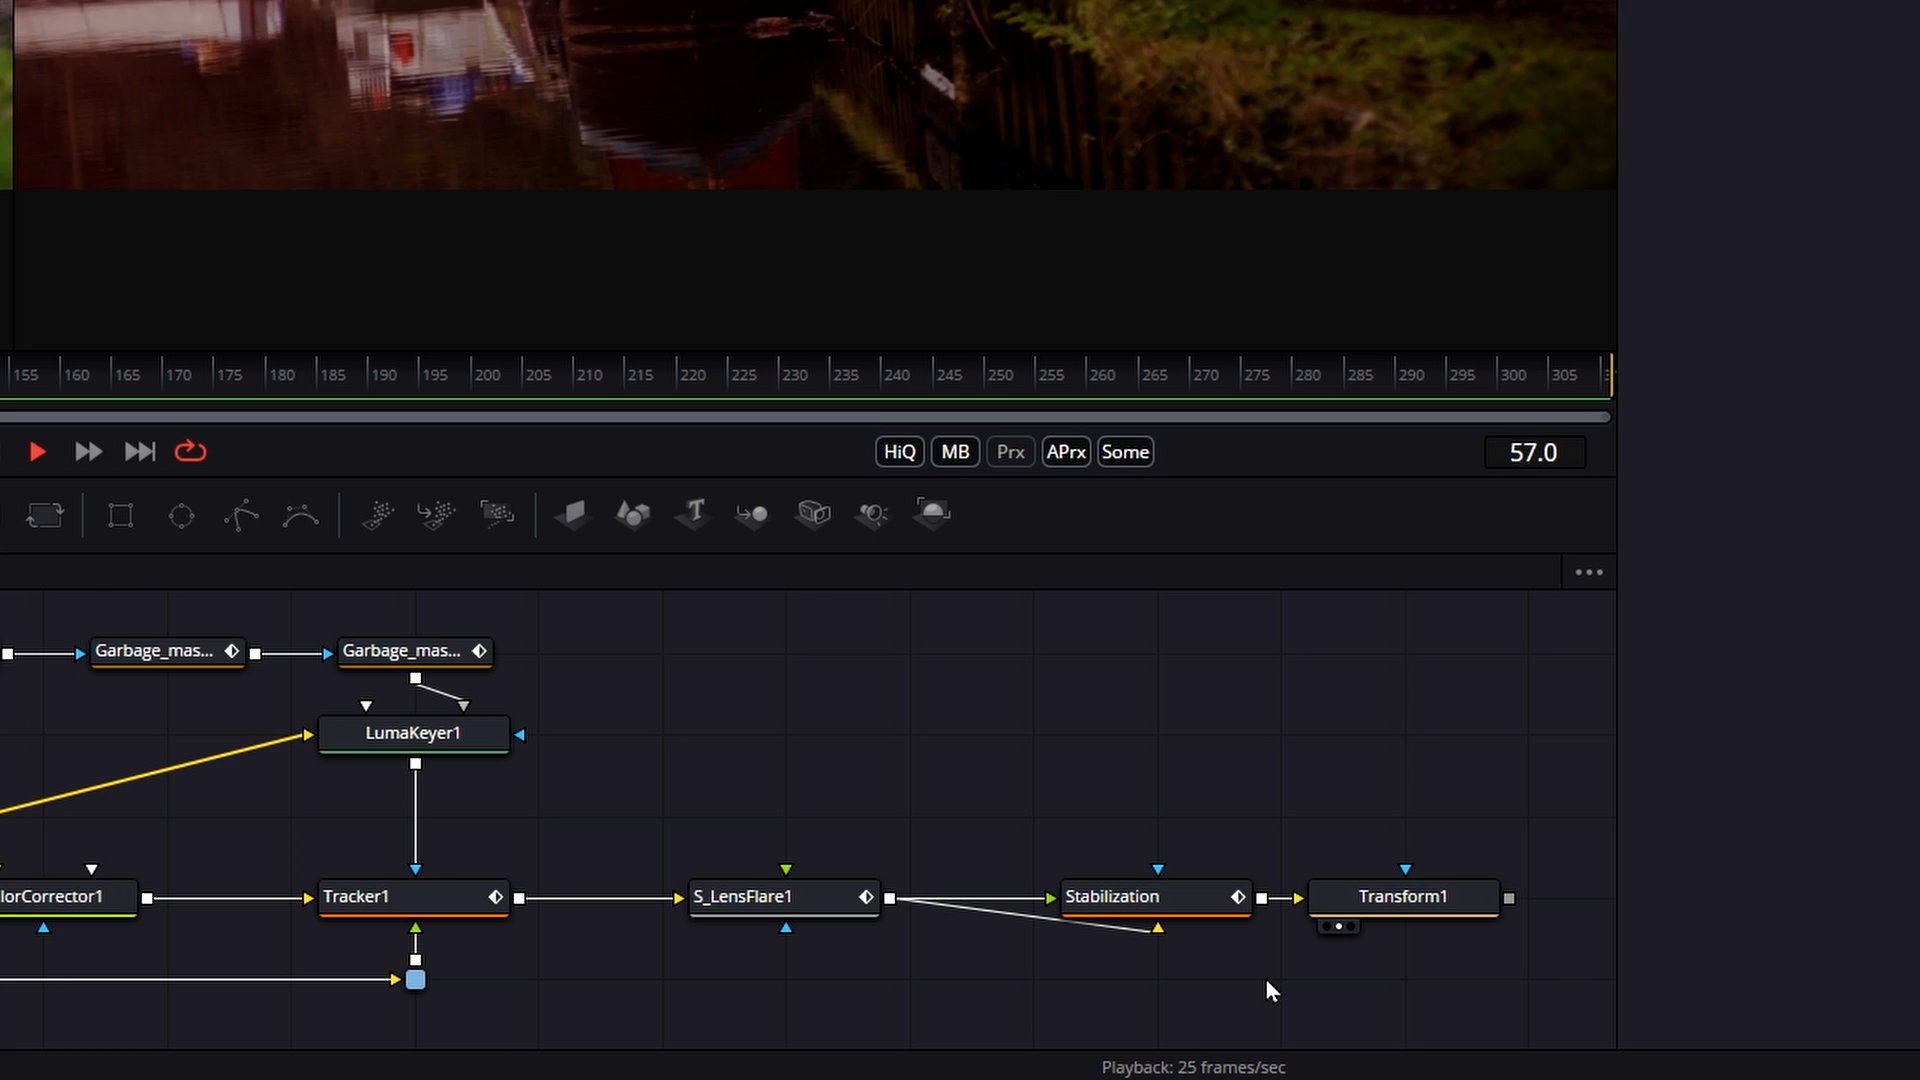 155 160 165 170 175 180 185 190 195 200 205 210 215 220 225 230 235 240 245 250 255 260 265 270 275 280 285 290 295 300 305
HiQ MB Prx APrx Some 57.0
Garbage_mas... Garbage_mas...
LumaKeyer1
lorCorrector1 Tracker1 S_LensFlare1 Stabilization Transform1
Playback: 25 frames/sec